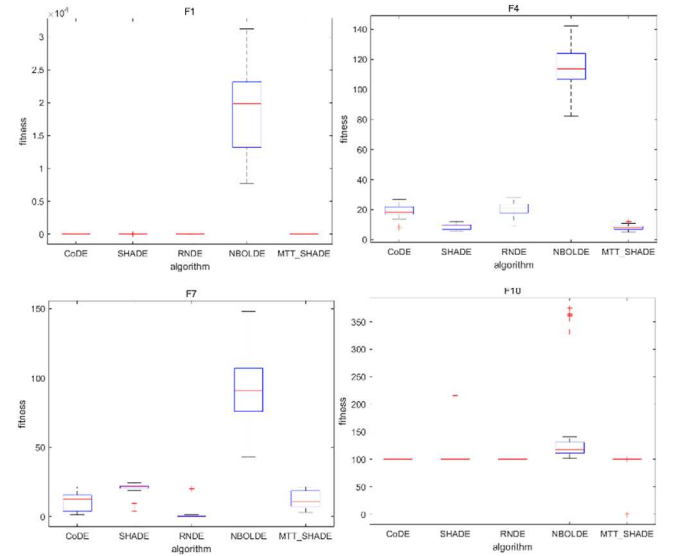 F1
×10⁴
3
2.5
2
1.5
1
0.5
0
fitness
CoDE SHADE RNDE NBOLDE MTT_SHADE
algorithm
F4
140
120
100
80
60
40
20
0
fitness
CoDE SHADE RNDE NBOLDE MTT_SHADE
algorithm
F7
150
100
50
0
fitness
CoDE SHADE RNDE NBOLDE MTT_SHADE
algorithm
F10
350
300
250
200
150
100
50
0
fitness
CoDE SHADE RNDE NBOLDE MTT_SHADE
algorithm